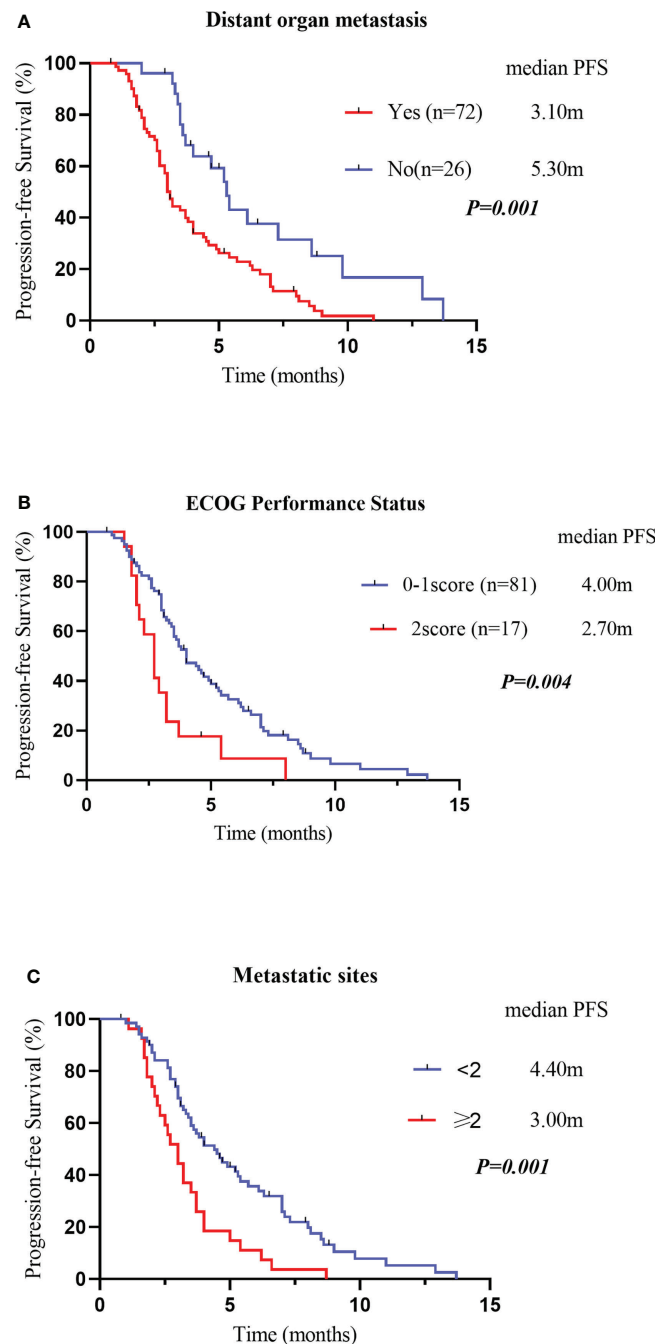 A
Distant organ metastasis
median PFS
Yes (n=72) 3.10m
No(n=26) 5.30m
P=0.001
Progression-free Survival (%)
100
80
60
40
20
0
0 5 10 15
Time (months)
B
ECOG Performance Status
median PFS
0-1score (n=81) 4.00m
2score (n=17) 2.70m
P=0.004
Progression-free Survival (%)
100
80
60
40
20
0
0 5 10 15
Time (months)
C
Metastatic sites
median PFS
<2 4.40m
⩾2 3.00m
P=0.001
Progression-free Survival (%)
100
80
60
40
20
0
0 5 10 15
Time (months)